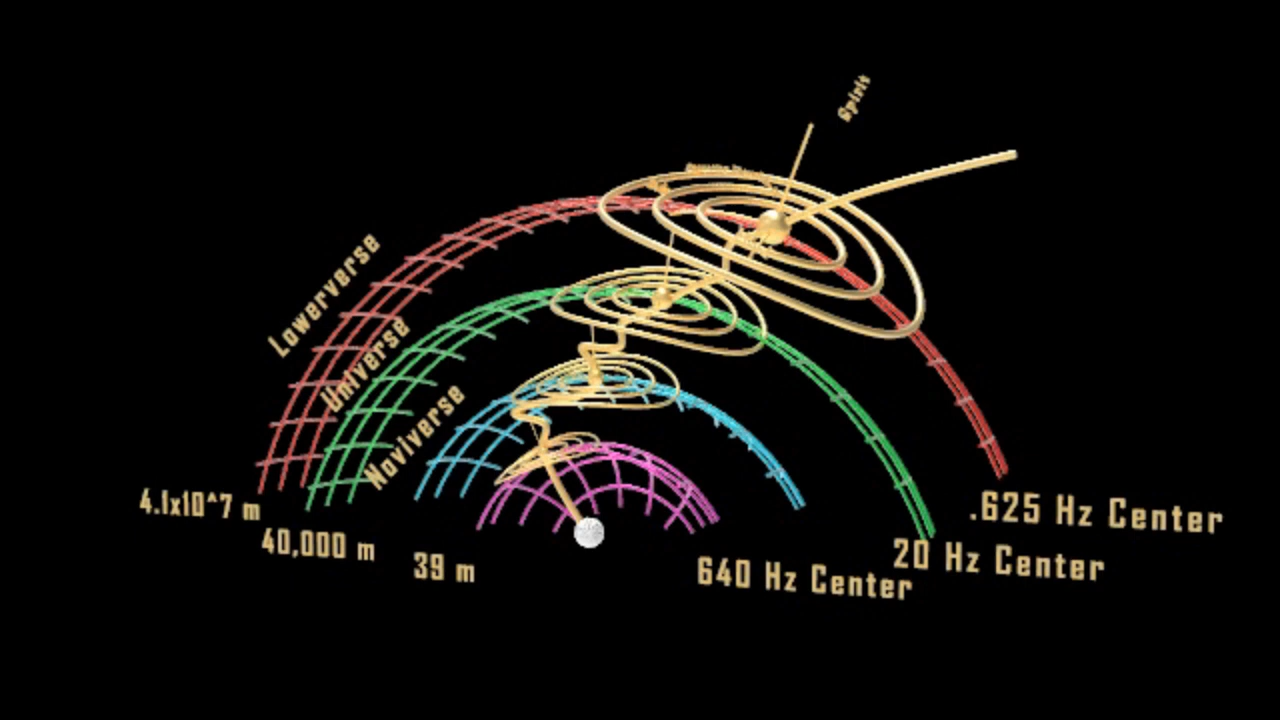 Spirit
Lowerverse
Universe
Noviverse
4.1x10^7 m
40,000 m
39 m
.625 Hz Center
20 Hz Center
640 Hz Center